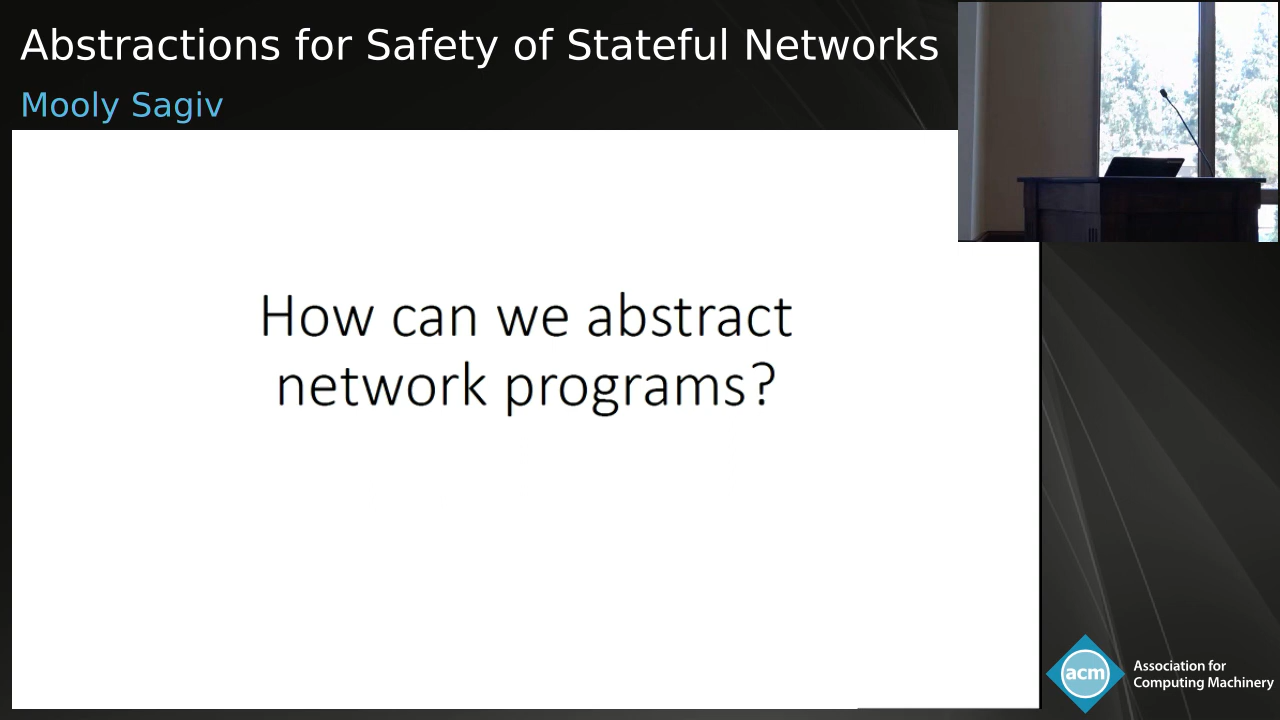 Abstractions for Safety of Stateful Networks
Mooly Sagiv
How can we abstract
network programs?
acm
Association for
Computing Machinery